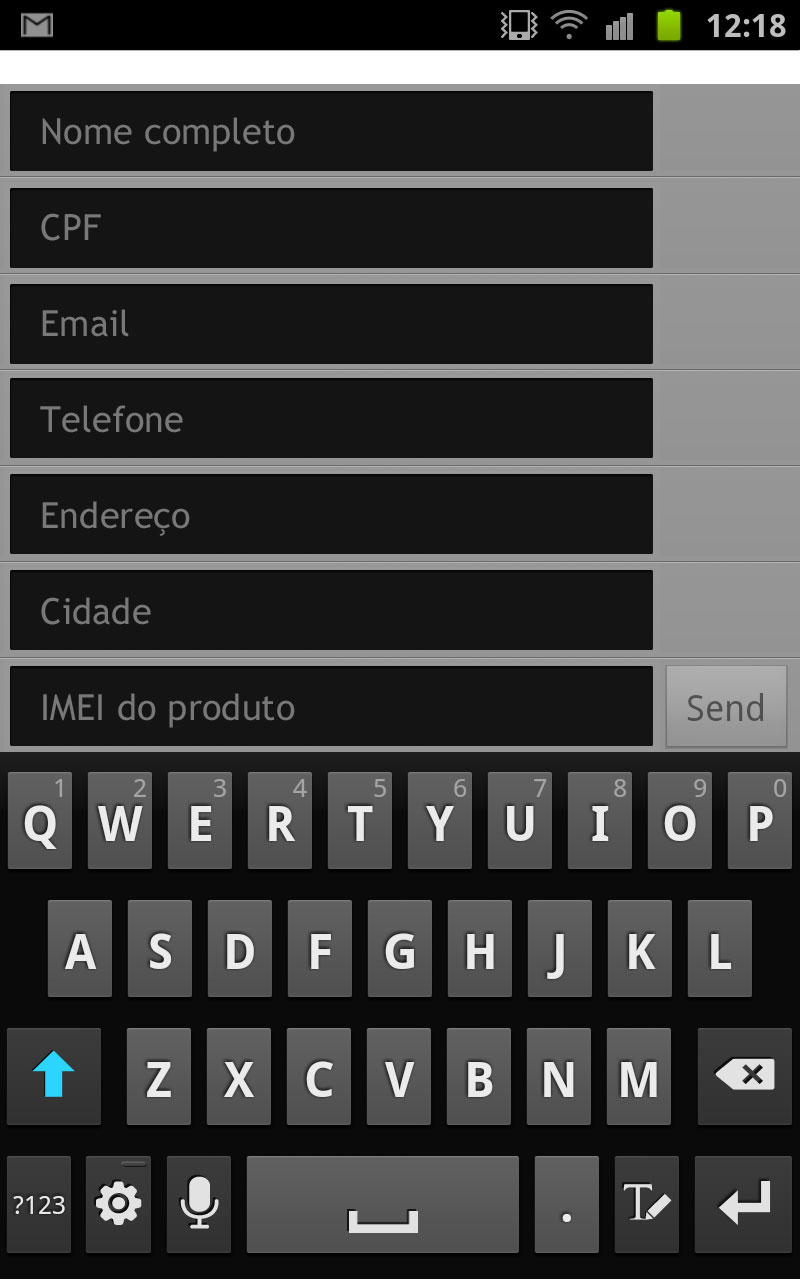 12:18
Nome completo
CPF
Email
Telefone
Endereço
Cidade
IMEI do produto
Send
1 2 3 4 5 6 7 8 9 0
Q W E R T Y U I O P
A S D F G H J K L
Z X C V B N M
?123 . T